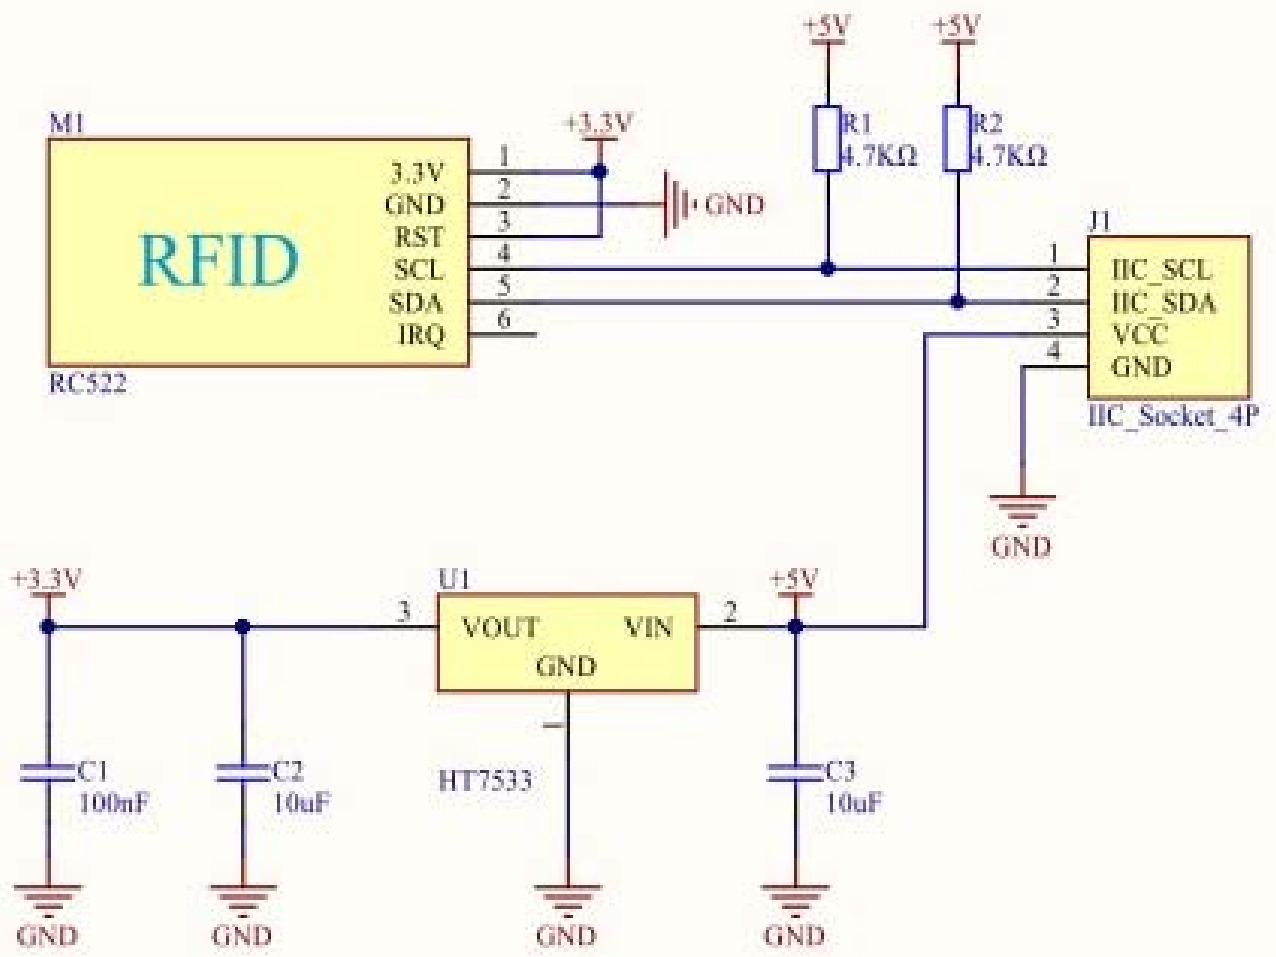 +5V +5V
M1
+3.3V
R1
4.7KΩ
R2
4.7KΩ
3.3V 1
GND 2
RST 3
SCL 4
SDA 5
IRQ 6
GND
RFID
RC522
J1
1 IIC_SCL
2 IIC_SDA
3 VCC
4 GND
IIC_Socket_4P
GND
+3.3V
U1
+5V
3 VOUT VIN 2
GND
1
HT7533
C1
100nF
C2
10uF
C3
10uF
GND GND GND GND